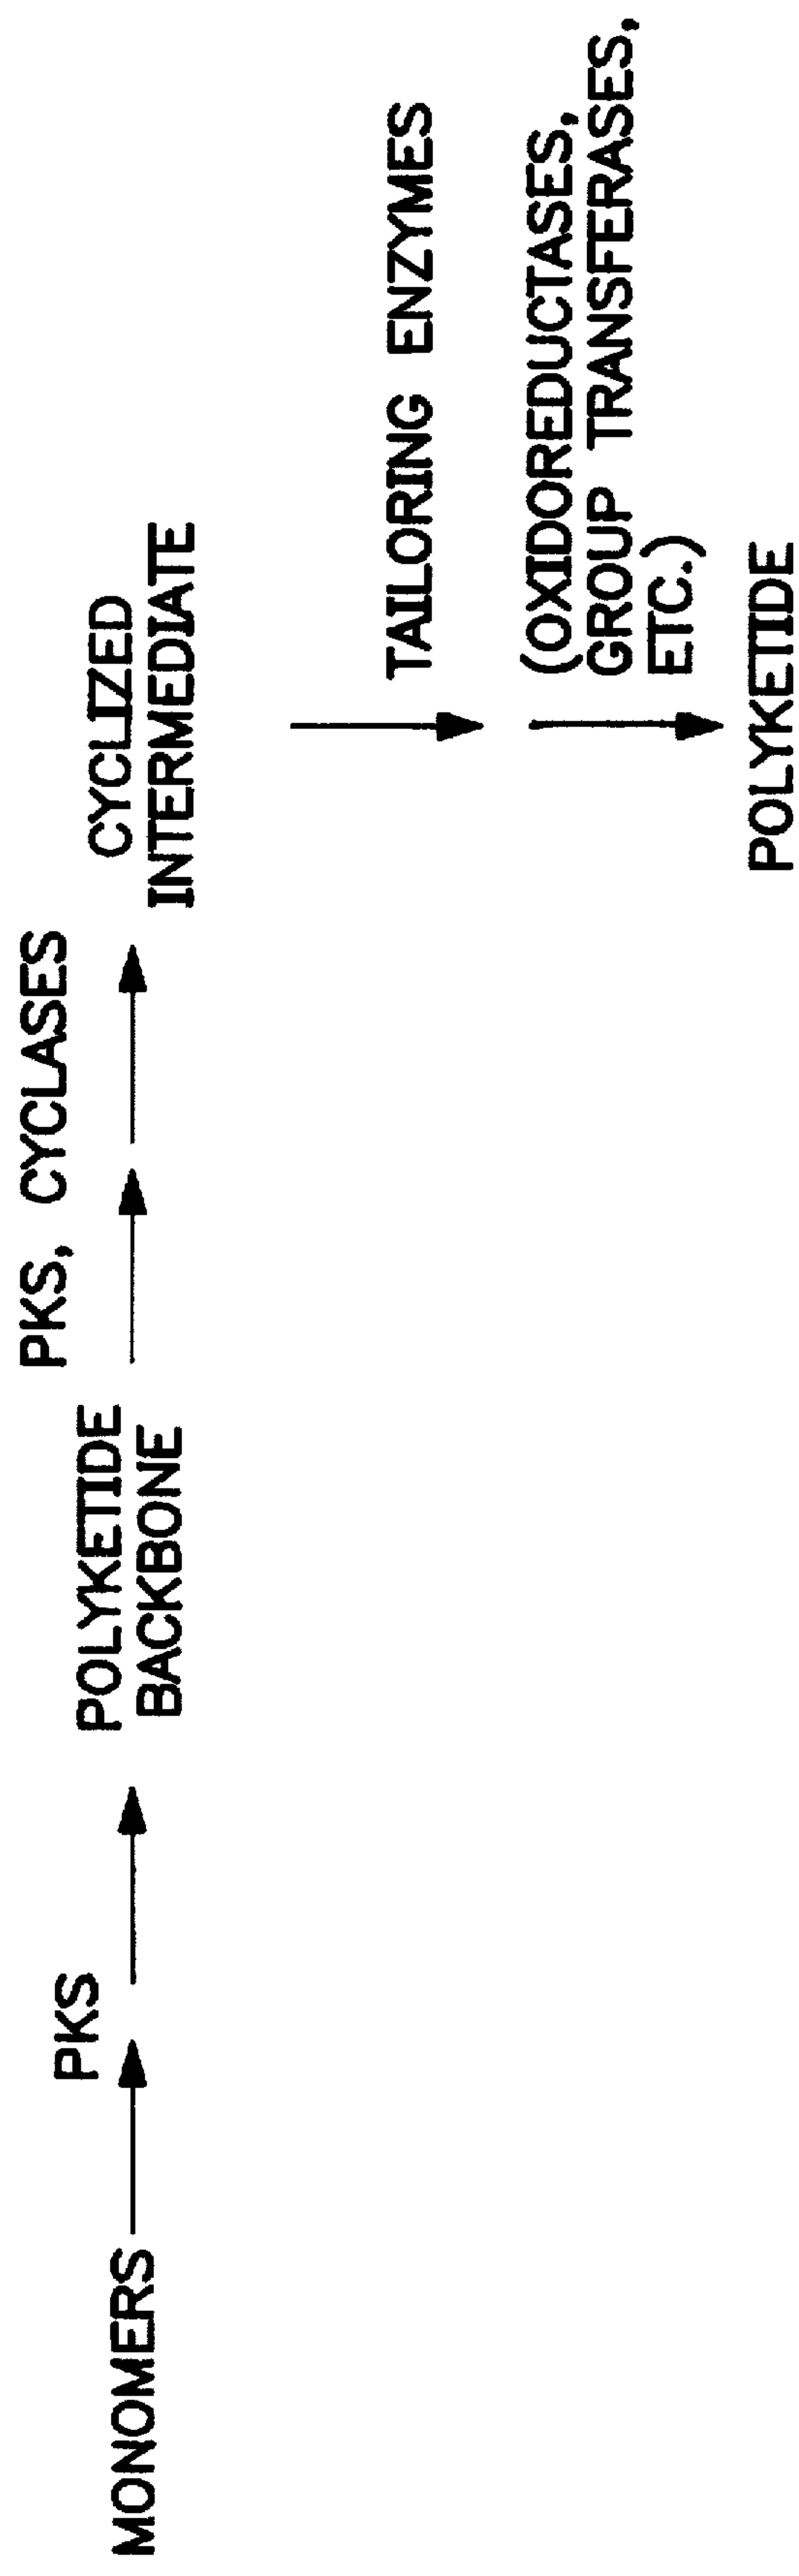 MONOMERS
PKS
POLYKETIDE
BACKBONE
PKS, CYCLASES
CYCLIZED
INTERMEDIATE
TAILORING ENZYMES
(OXIDOREDUCTASES,
GROUP TRANSFERASES,
ETC.)
POLYKETIDE